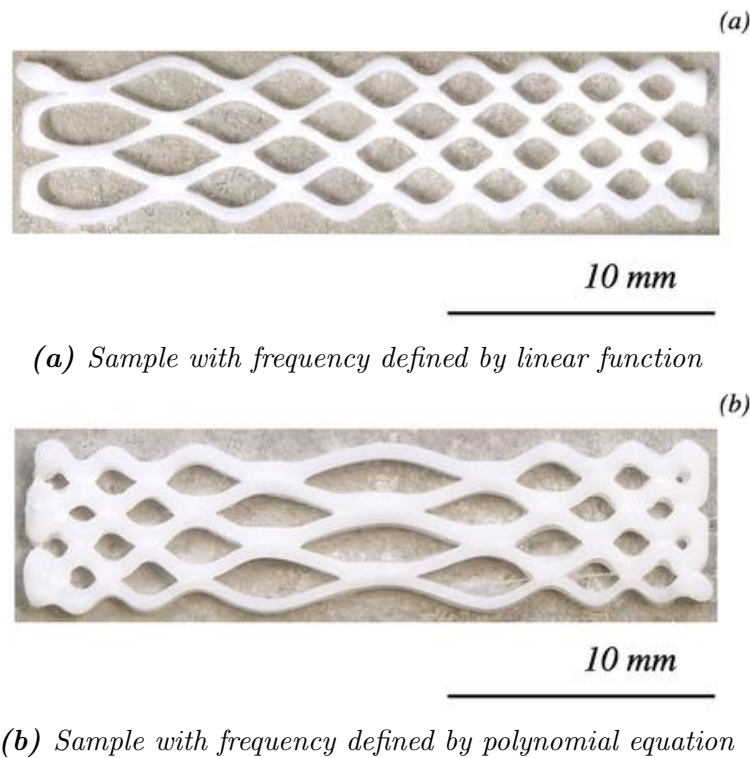 (a)
10 mm
(a) Sample with frequency defined by linear function
(b)
10 mm
(b) Sample with frequency defined by polynomial equation